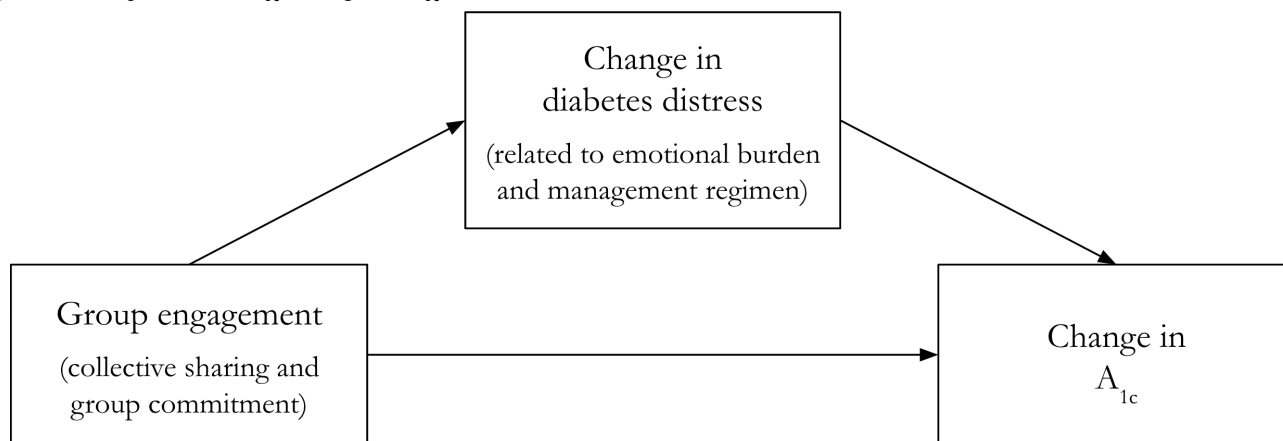 Change in
diabetes distress
(related to emotional burden
and management regimen)
Group engagement
(collective sharing and
group commitment)
Change in
A1c